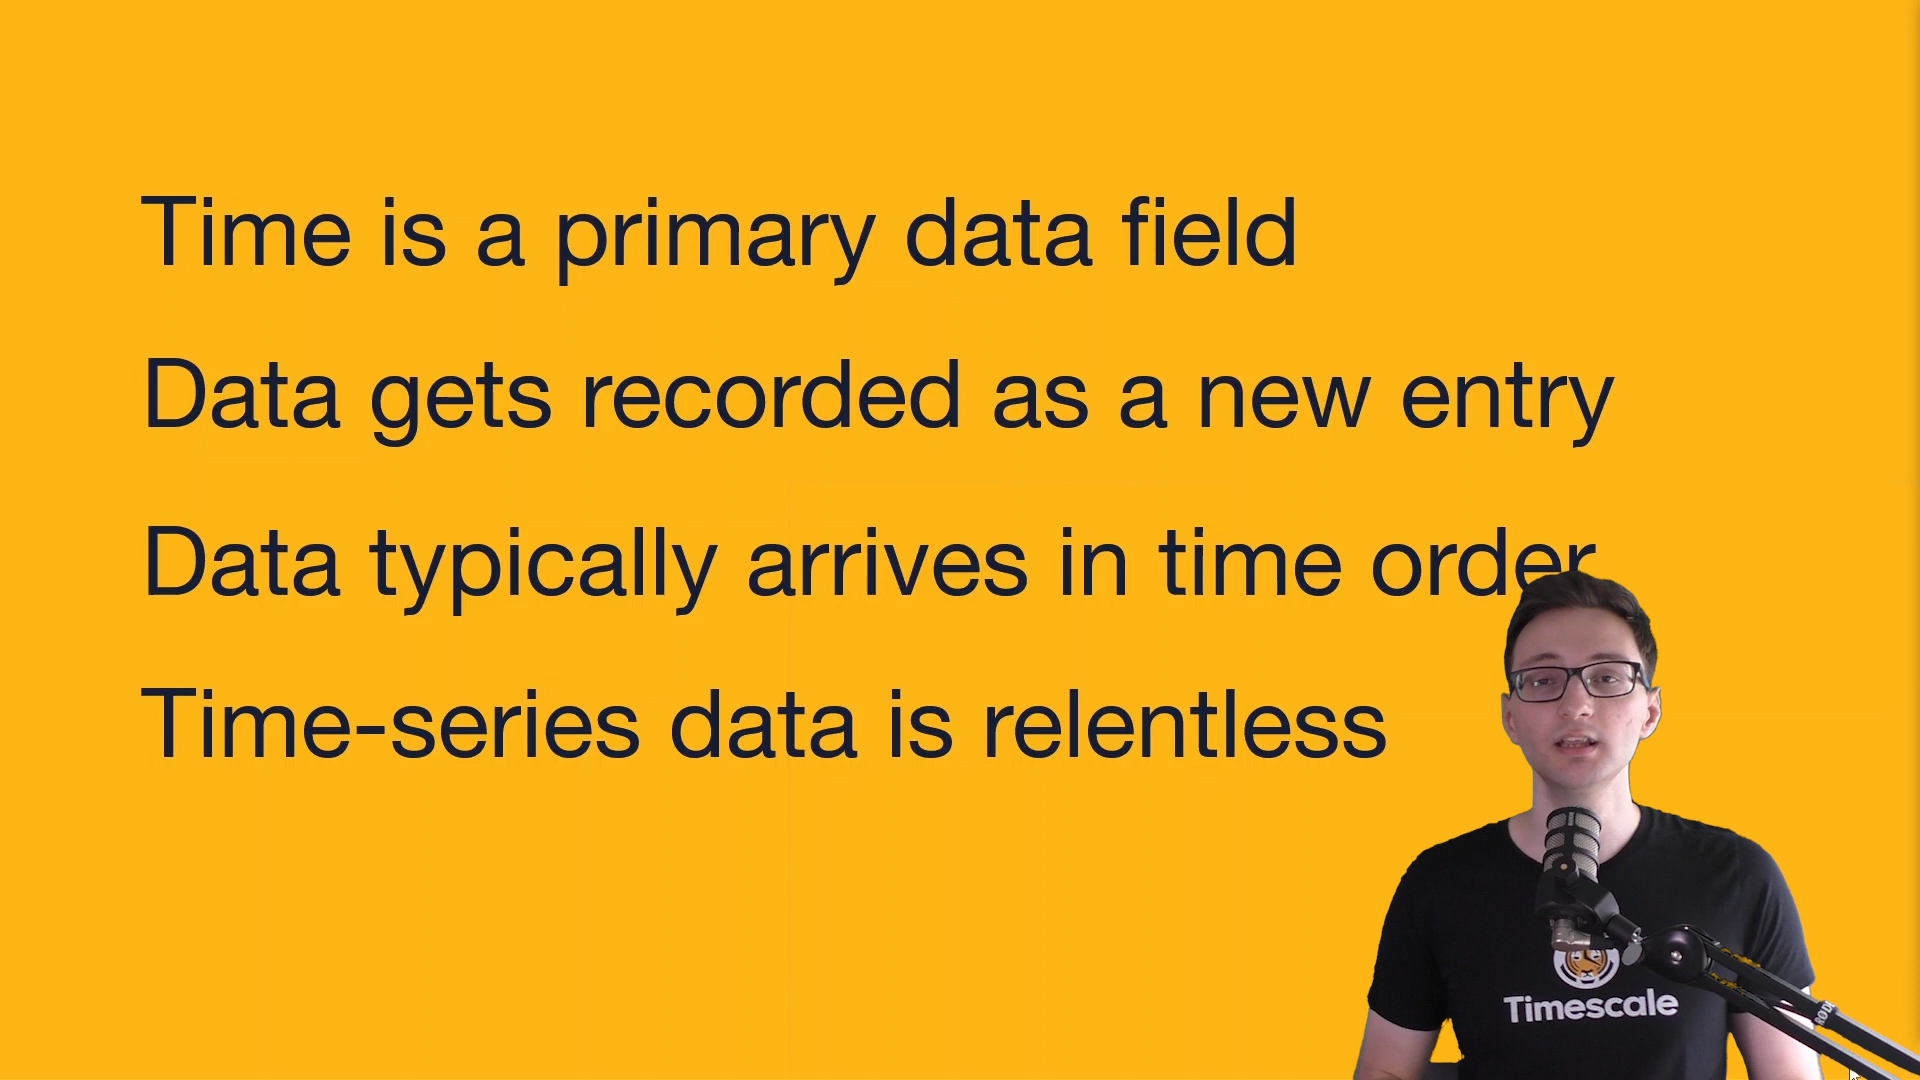 Time is a primary data field
Data gets recorded as a new entry
Data typically arrives in time order
Time-series data is relentless
Timescale
RØDE